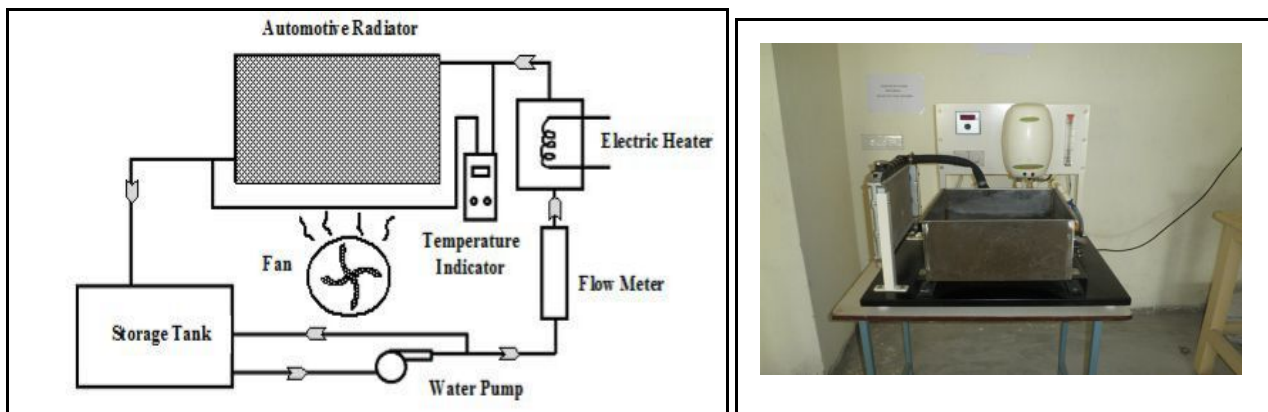 Automotive Radiator
Electric Heater
Temperature
Indicator
Fan
Flow Meter
Storage Tank
Water Pump